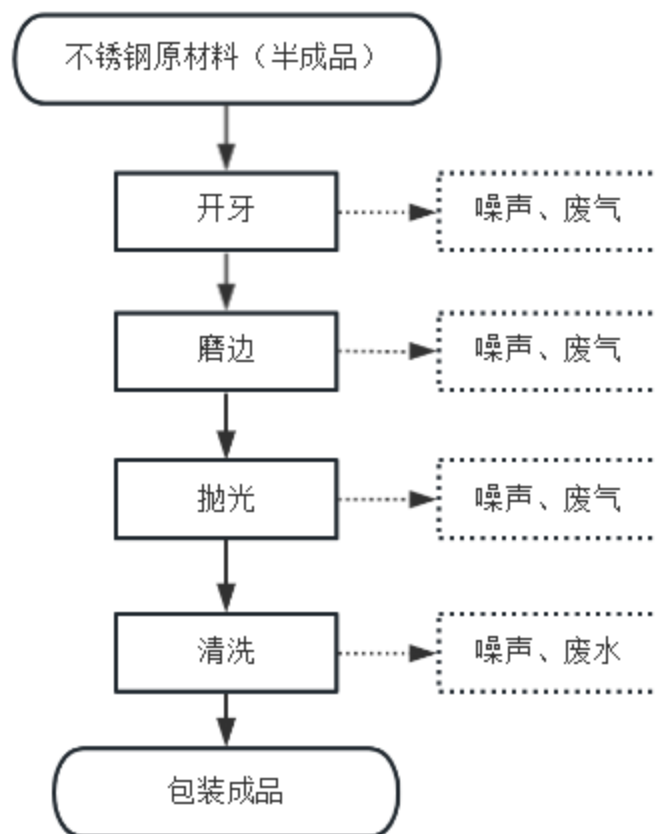 不锈钢原材料（半成品）
开牙
噪声、废气
磨边
噪声、废气
抛光
噪声、废气
清洗
噪声、废水
包装成品